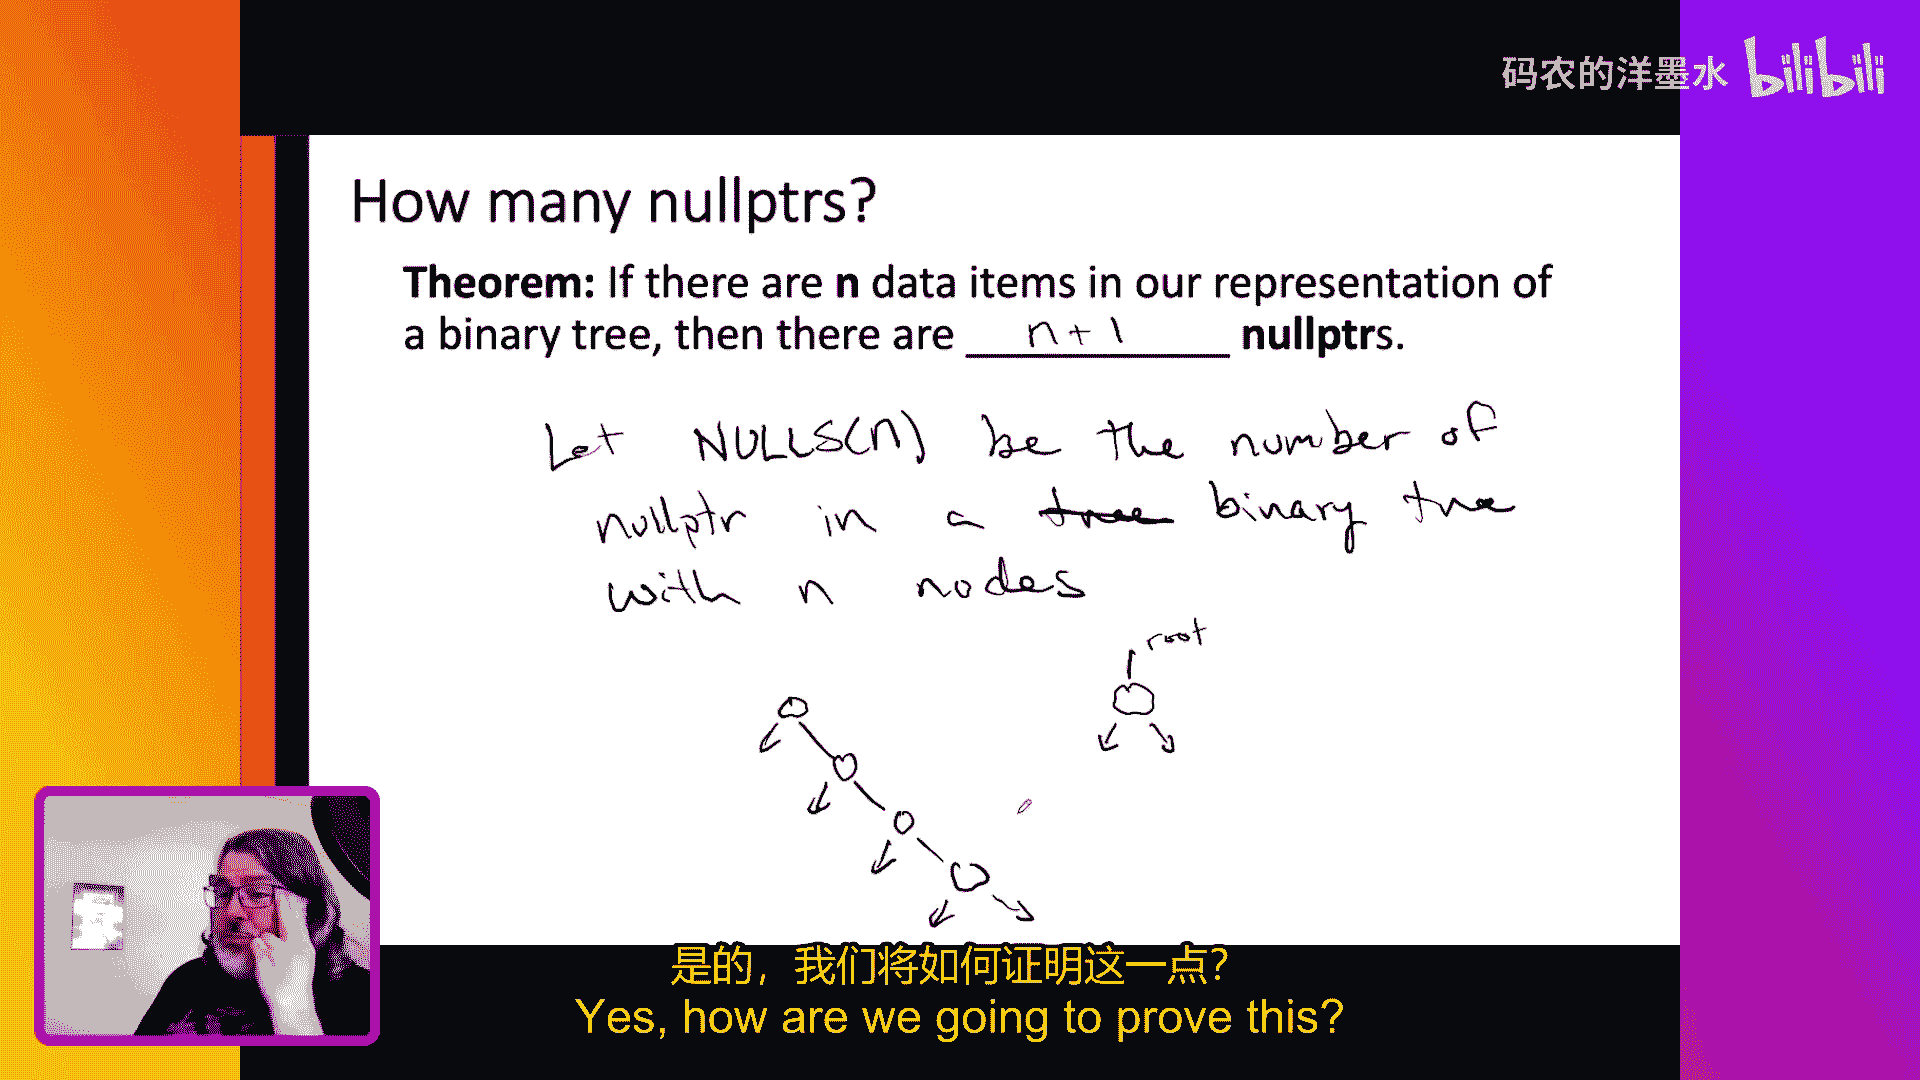 码农的洋墨水 bilibili
How many nullptrs?
Theorem: If there are n data items in our representation of
a binary tree, then there are n+1 nullptrs.
Let NULLS(n) be the number of
nullptr in a tree binary tree
with n nodes
root
是的，我们将如何证明这一点？
Yes, how are we going to prove this?